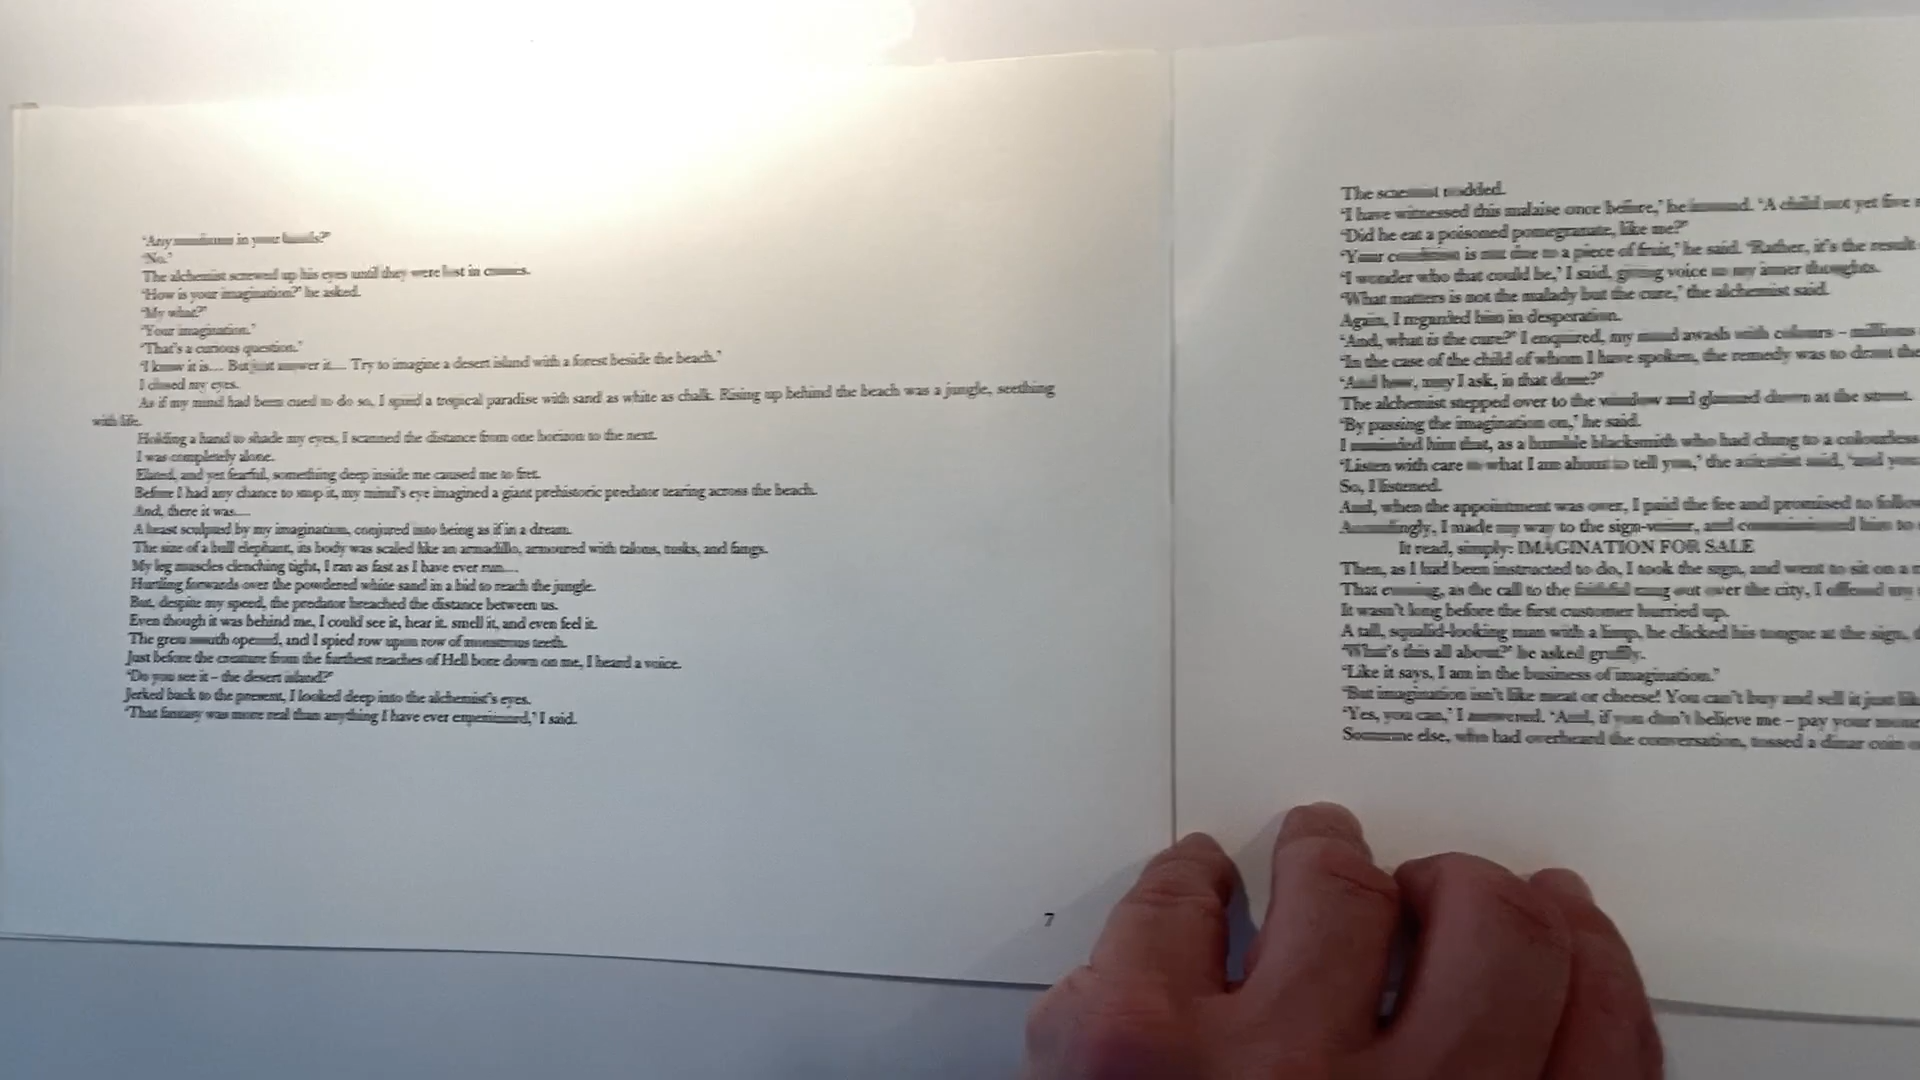 'Any in your
'No.'
The alchemist screwed up his eyes until they were lost in
'How is your imagination?' he asked.
'My what?'
'Your imagination.'
'That's a curious question.'
'I know it is.... But just answer it.... Try to imagine a desert island with a forest beside the beach.'
I closed my eyes.
As if my mind had been cued to do so, I spied a tropical paradise with sand as white as chalk. Rising up behind the beach was a jungle, seething
with life.
Holding a hand to shade my eyes, I scanned the distance from one horizon to the next.
I was completely alone.
Elated, and yet fearful, something deep inside me caused me to fret.
Before I had any chance to stop it, my mind's eye imagined a giant prehistoric predator tearing across the beach.
And, there it was....
A beast sculpted by my imagination, conjured into being as if in a dream.
The size of a bull elephant, its body was scaled like an armadillo, armoured with talons, tusks, and fangs.
My leg muscles clenching tight, I ran as fast as I have ever run....
Hurtling forwards over the powdered white sand in a bid to reach the jungle.
But, despite my speed, the predator breached the distance between us.
Even though it was behind me, I could see it, hear it, smell it, and even feel it.
The great mouth opened, and I spied row upon row of monstrous teeth.
Just before the creature from the furthest reaches of Hell bore down on me, I heard a voice.
'Do you see it – the desert island?'
Jerked back to the present, I looked deep into the alchemist's eyes.
'That fantasy was more real than anything I have ever experienced,' I said.
7
The scientist nodded.
'I have witnessed this malaise once before,' he 'A child not yet five
'Did he eat a poisoned pomegranate, like me?'
'Your condition is not due to a piece of fruit,' he said. 'Rather, it's the result
'I wonder who that could be,' I said, giving voice to my inner thoughts.
'What matters is not the malady but the cure,' the alchemist said.
Again, I regarded him in desperation.
'And, what is the cure?' I enquired, my mind awash with colours – millions
'In the case of the child of whom I have spoken, the remedy was to drain the
'And how, may I ask, is that done?'
The alchemist stepped over to the window and glanced down at the street.
'By passing the imagination on,' he said.
I reminded him that, as a humble blacksmith who had clung to a colourless
'Listen with care to what I am about to tell you,' the scientist said, 'and
So, I listened.
And, when the appointment was over, I paid the fee and promised to follow
Accordingly, I made my way to the sign-writer, and commissioned him to
It read, simply: IMAGINATION FOR SALE
Then, as I had been instructed to do, I took the sign, and went to sit on a
That evening, as the call to the faithful rang out over the city, I offered my
It wasn't long before the first customer hurried up.
A tall, squalid-looking man with a limp, he clicked his tongue at the sign,
'What's this all about?' he asked gruffly.
'Like it says, I am in the business of imagination.'
'But imagination isn't like meat or cheese! You can't buy and sell it just
'Yes, you can,' I answered. 'And, if you don't believe me – pay your
Someone else, who had overheard the conversation, tossed a dinar coin